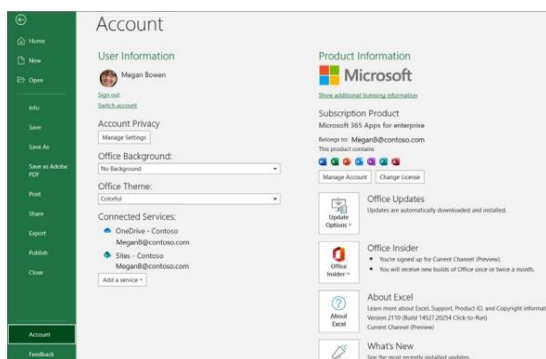 Account
Home
New
Open
Info
Save
Save As
Save as Adobe
PDF
Print
Share
Export
Publish
Close
Account
Feedback
User Information
Megan Bowen
Sign out
Switch account
Account Privacy
Manage Settings
Office Background:
No Background
Office Theme:
Colorful
Connected Services:
OneDrive - Contoso
MeganB@contoso.com
Sites - Contoso
MeganB@contoso.com
Add a service
Product Information
Microsoft
Show additional licensing information
Subscription Product
Microsoft 365 Apps for enterprise
Belongs to: MeganB@contoso.com
This product contains
Manage Account
Change License
Update
Options
Office Updates
Updates are automatically downloaded and installed.
Office
Insider
Office Insider
You're signed up for Current Channel (Preview).
You will receive new builds of Office once or twice a month.
About
Excel
About Excel
Learn more about Excel, Support, Product ID, and Copyright informat
Version 2110 (Build 14527.20254 Click-to-Run)
Current Channel (Preview)
What's New
See the most recently installed updates.